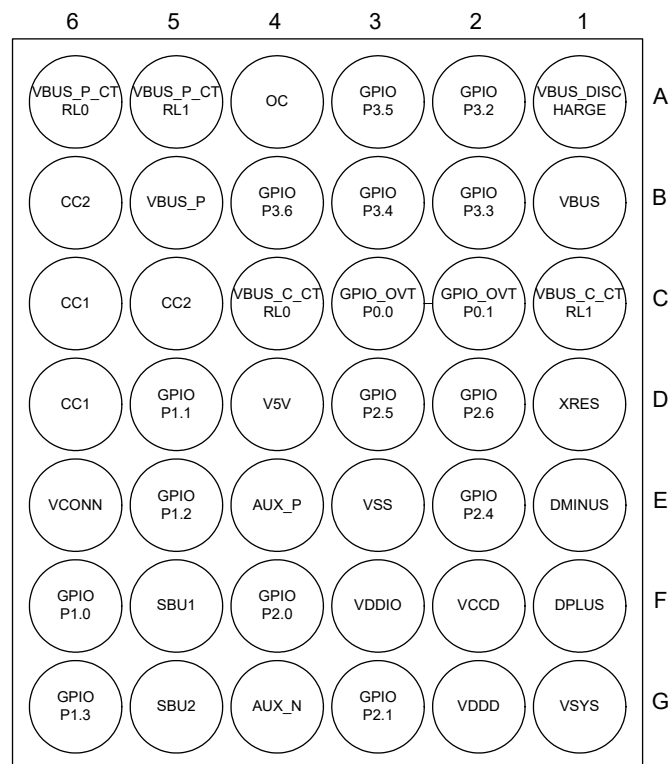 6 5 4 3 2 1
VBUS_P_CT VBUS_P_CT OC GPIO GPIO VBUS_DISC A
RL0 RL1 P3.5 P3.2 HARGE
CC2 VBUS_P GPIO GPIO GPIO VBUS B
P3.6 P3.4 P3.3
CC1 CC2 VBUS_C_CT GPIO_OVT GPIO_OVT VBUS_C_CT C
RL0 P0.0 P0.1 RL1
CC1 GPIO V5V GPIO GPIO XRES D
P1.1 P2.5 P2.6
VCONN GPIO AUX_P VSS GPIO DMINUS E
P1.2 P2.4
GPIO SBU1 GPIO VDDIO VCCD DPLUS F
P1.0 P2.0
GPIO SBU2 AUX_N GPIO VDDD VSYS G
P1.3 P2.1